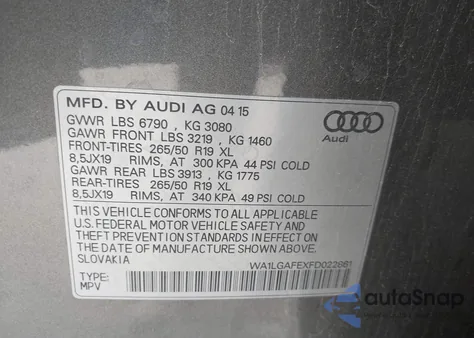 MFD. BY AUDI AG 04 15
GVWR LBS 6790 , KG 3080
GAWR FRONT LBS 3219 , KG 1460
FRONT-TIRES 265/50 R19 XL
8,5JX19 RIMS, AT 300 KPA 44 PSI COLD
GAWR REAR LBS 3913 , KG 1775
REAR-TIRES 265/50 R19 XL
8,5JX19 RIMS, AT 340 KPA 49 PSI COLD
Audi
THIS VEHICLE CONFORMS TO ALL APPLICABLE
U.S. FEDERAL MOTOR VEHICLE SAFETY AND
THEFT PREVENTION STANDARDS IN EFFECT ON
THE DATE OF MANUFACTURE SHOWN ABOVE.
SLOVAKIA
WA1LGAFEXFD022861
TYPE:
MPV
autoSnap